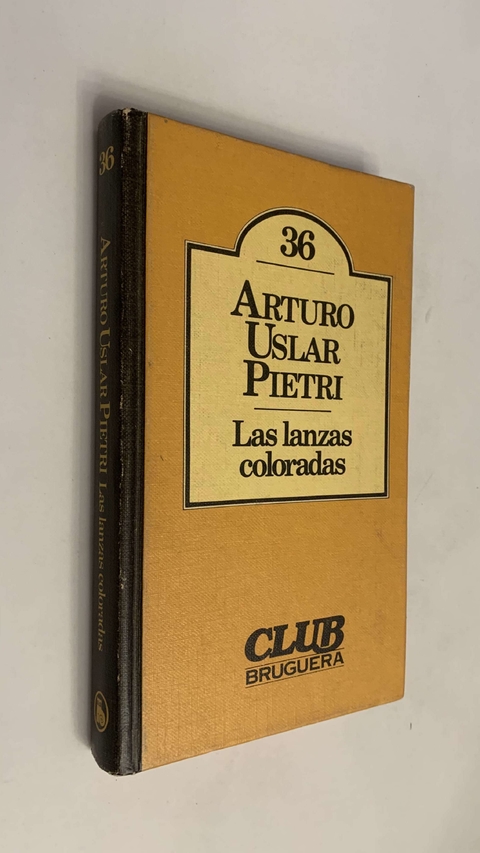 36
ARTURO USLAR PIETRI Las lanzas coloradas
36
ARTURO
USLAR
PIETRI
Las lanzas
coloradas
CLUB
BRUGUERA